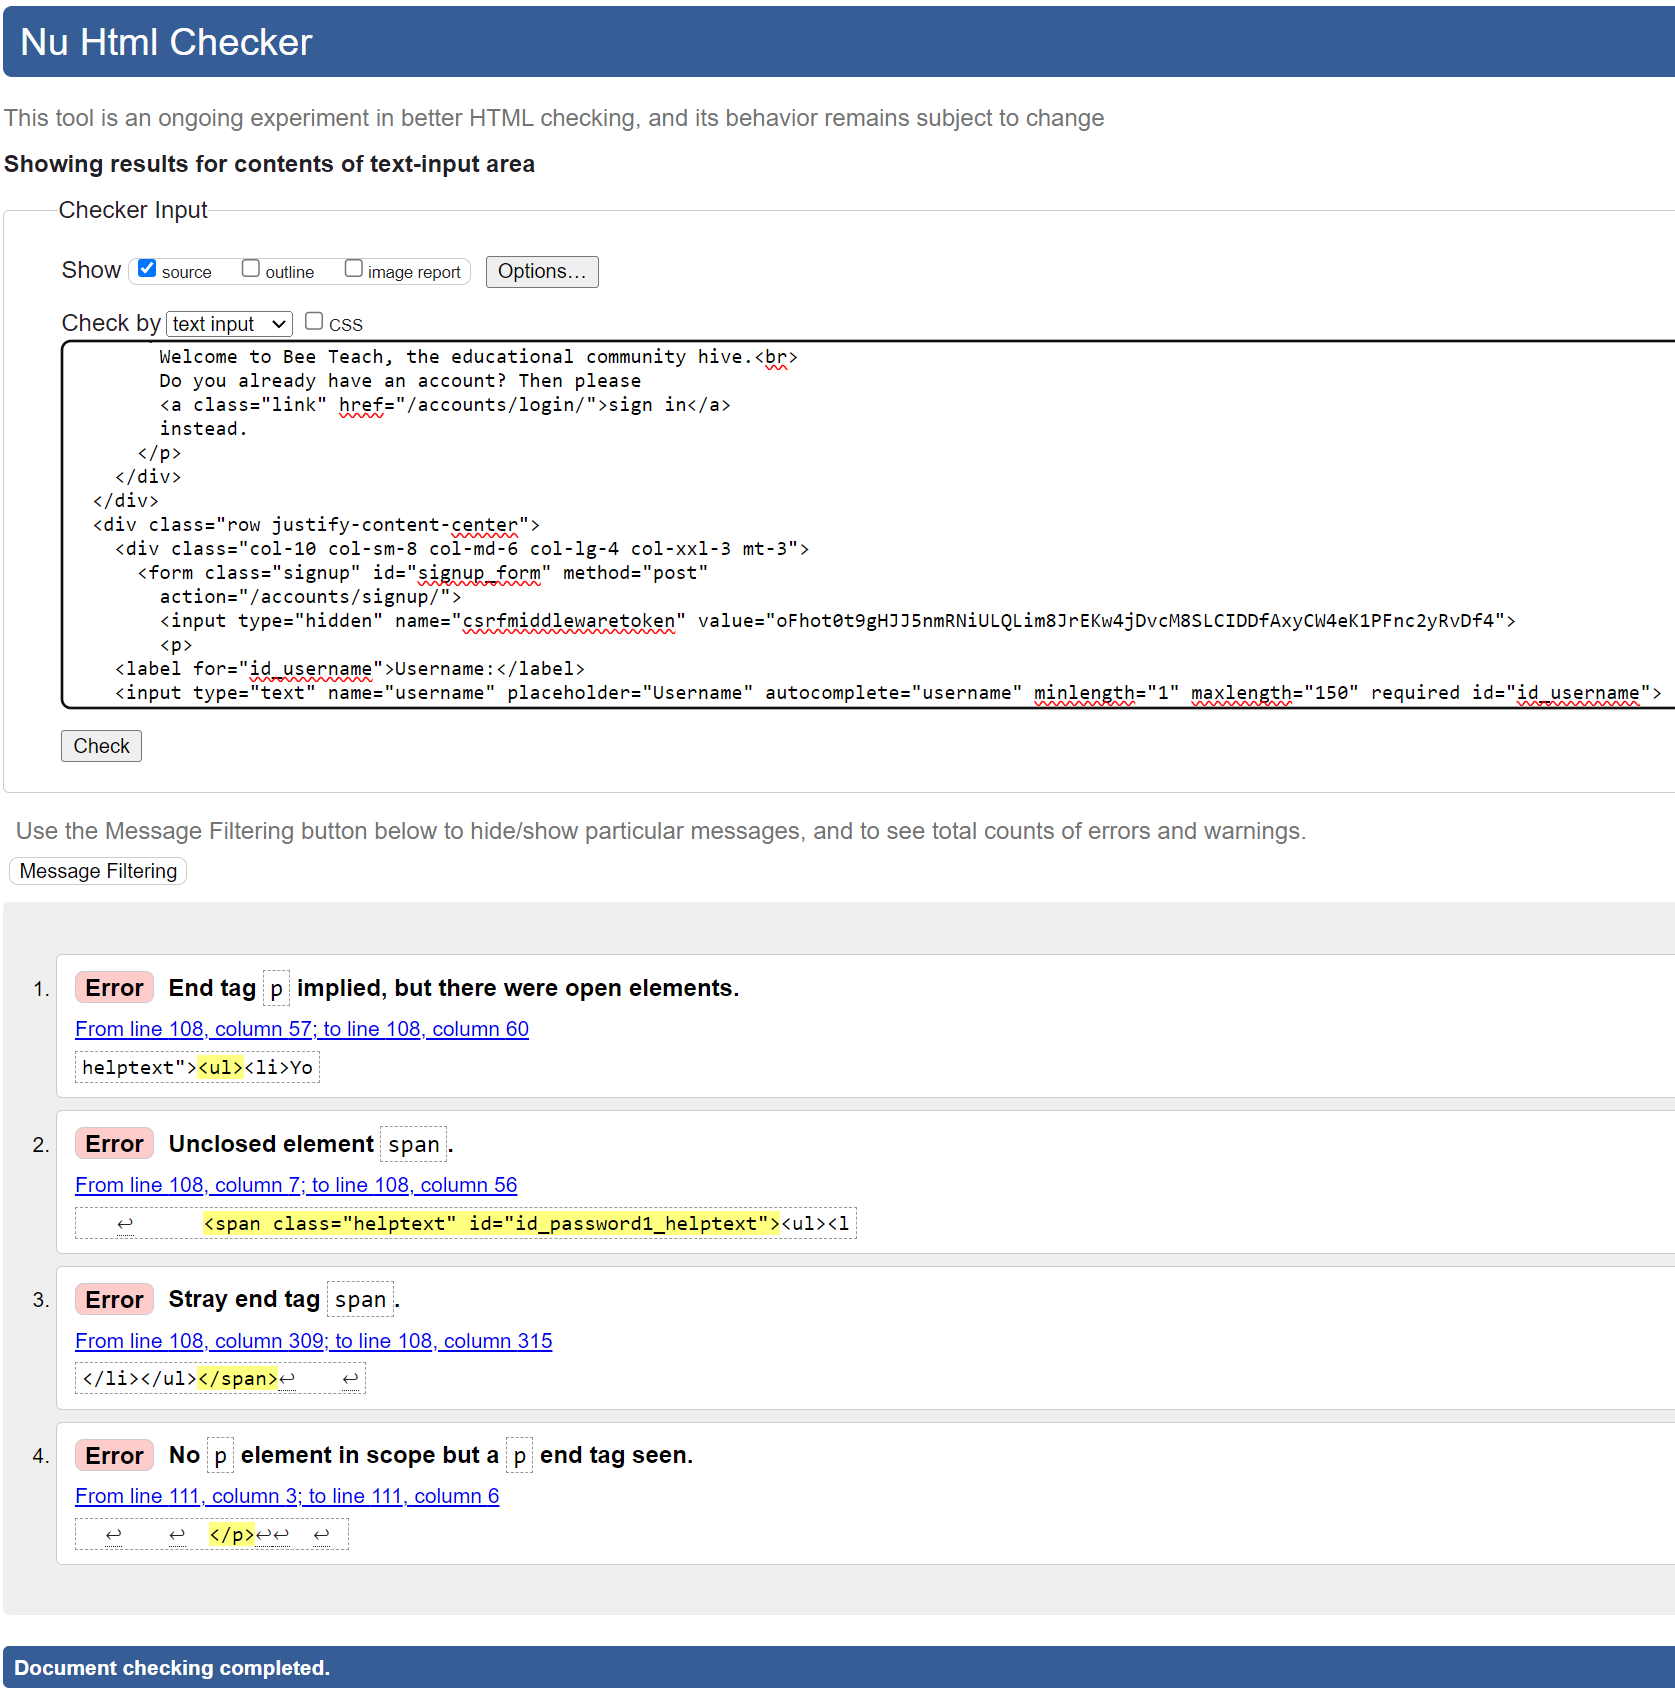 Nu Html Checker
This tool is an ongoing experiment in better HTML checking, and its behavior remains subject to change
Showing results for contents of text-input area
Checker Input
Show source outline image report Options...
Check by text input CSS
Welcome to Bee Teach, the educational community hive.<br>
Do you already have an account? Then please
<a class="link" href="/accounts/login/">sign in</a>
instead.
</p>
</div>
</div>
<div class="row justify-content-center">
<div class="col-10 col-sm-8 col-md-6 col-lg-4 col-xxl-3 mt-3">
<form class="signup" id="signup_form" method="post"
action="/accounts/signup/">
<input type="hidden" name="csrfmiddlewaretoken" value="oFhot0t9gHJJ5nmRNiULQLim8JrEKw4jDvcM8SLCIDDfAxyCW4eK1PFnc2yRvDf4">
<p>
<label for="id_username">Username:</label>
<input type="text" name="username" placeholder="Username" autocomplete="username" minlength="1" maxlength="150" required id="id_username">
Check
Use the Message Filtering button below to hide/show particular messages, and to see total counts of errors and warnings.
Message Filtering
1. Error End tag p implied, but there were open elements.
From line 108, column 57; to line 108, column 60
helptext"><ul><li>Yo
2. Error Unclosed element span.
From line 108, column 7; to line 108, column 56
↩ <span class="helptext" id="id_password1_helptext"><ul><l
3. Error Stray end tag span.
From line 108, column 309; to line 108, column 315
</li></ul></span>↩ ↩
4. Error No p element in scope but a p end tag seen.
From line 111, column 3; to line 111, column 6
↩ ↩ </p>↩↩ ↩
Document checking completed.